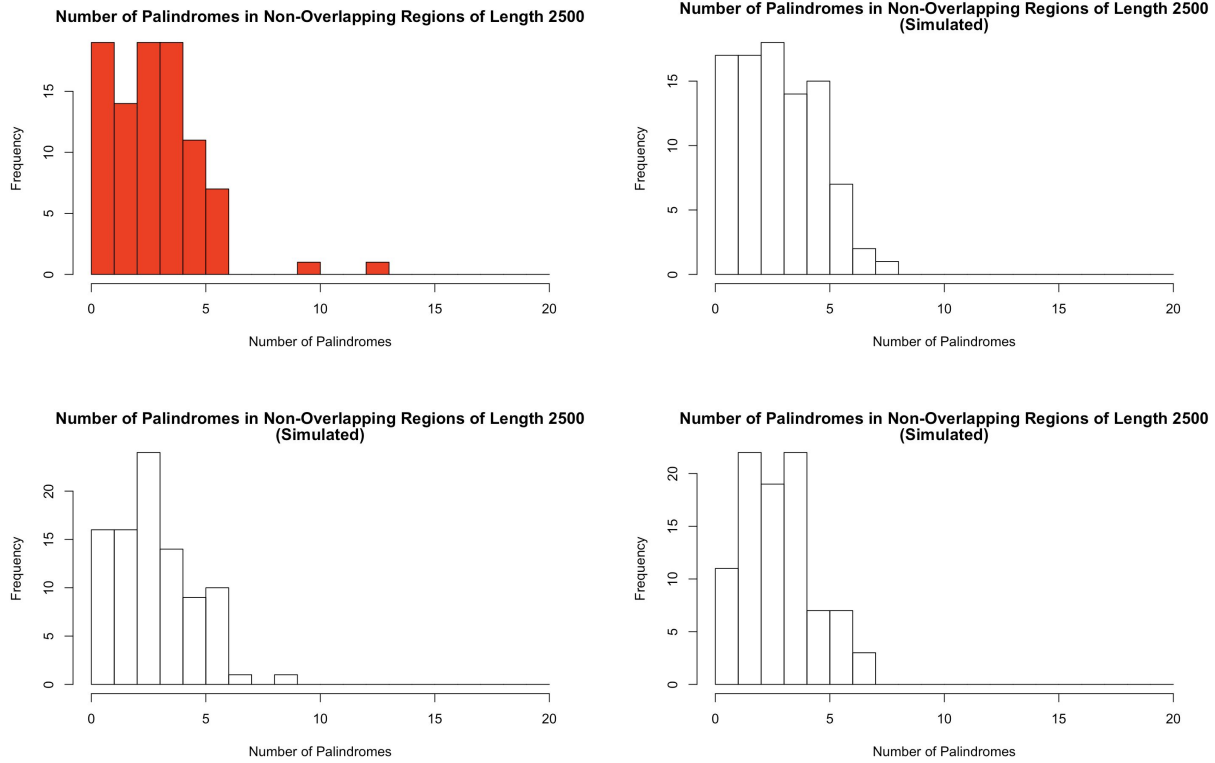 Number of Palindromes in Non-Overlapping Regions of Length 2500
Frequency
15
10
5
0
0 5 10 15 20
Number of Palindromes
Number of Palindromes in Non-Overlapping Regions of Length 2500
(Simulated)
Frequency
15
10
5
0
0 5 10 15 20
Number of Palindromes
Number of Palindromes in Non-Overlapping Regions of Length 2500
(Simulated)
Frequency
20
15
10
5
0
0 5 10 15 20
Number of Palindromes
Number of Palindromes in Non-Overlapping Regions of Length 2500
(Simulated)
Frequency
20
15
10
5
0
0 5 10 15 20
Number of Palindromes